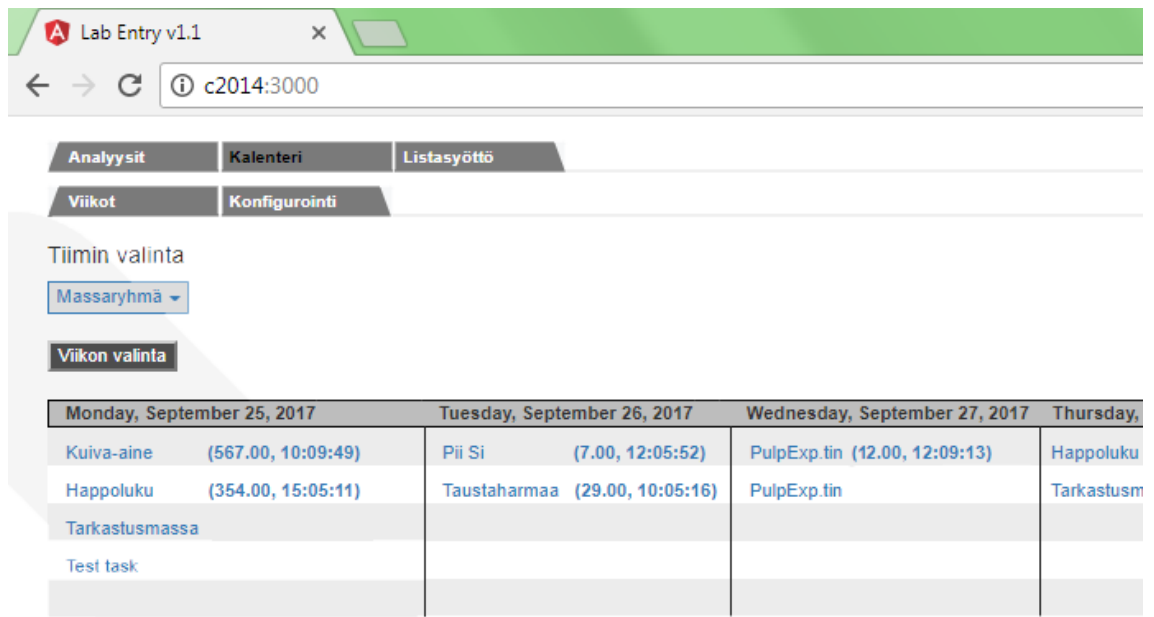 Lab Entry v1.1
c2014:3000
Analyysit Kalenteri Listasyöttö
Viikot Konfigurointi
Tiimin valinta
Massaryhmä
Viikon valinta
Monday, September 25, 2017 Tuesday, September 26, 2017 Wednesday, September 27, 2017 Thursday,
Kuiva-aine (567.00, 10:09:49) Pii Si (7.00, 12:05:52) PulpExp.tin (12.00, 12:09:13) Happoluku
Happoluku (354.00, 15:05:11) Taustaharmaa (29.00, 10:05:16) PulpExp.tin Tarkastusm
Tarkastusmassa
Test task